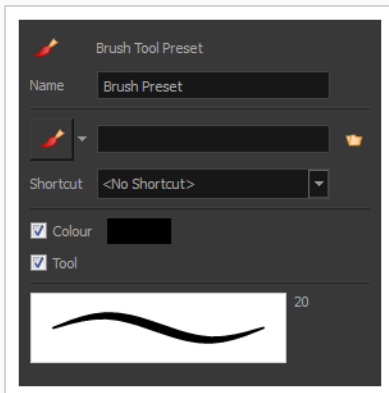 Brush Tool Preset
Name Brush Preset
Shortcut <No Shortcut>
Colour
Tool
20